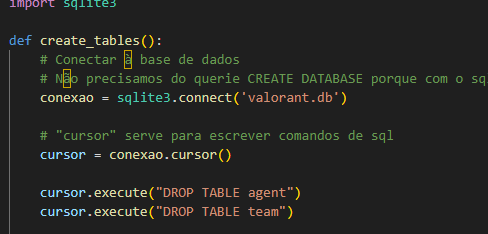 import sqlite3
def create_tables():
# Conectar à base de dados
# Não precisamos do querie CREATE DATABASE porque com o sq
conexao = sqlite3.connect('valorant.db')
# "cursor" serve para escrever comandos de sql
cursor = conexao.cursor()
cursor.execute("DROP TABLE agent")
cursor.execute("DROP TABLE team")